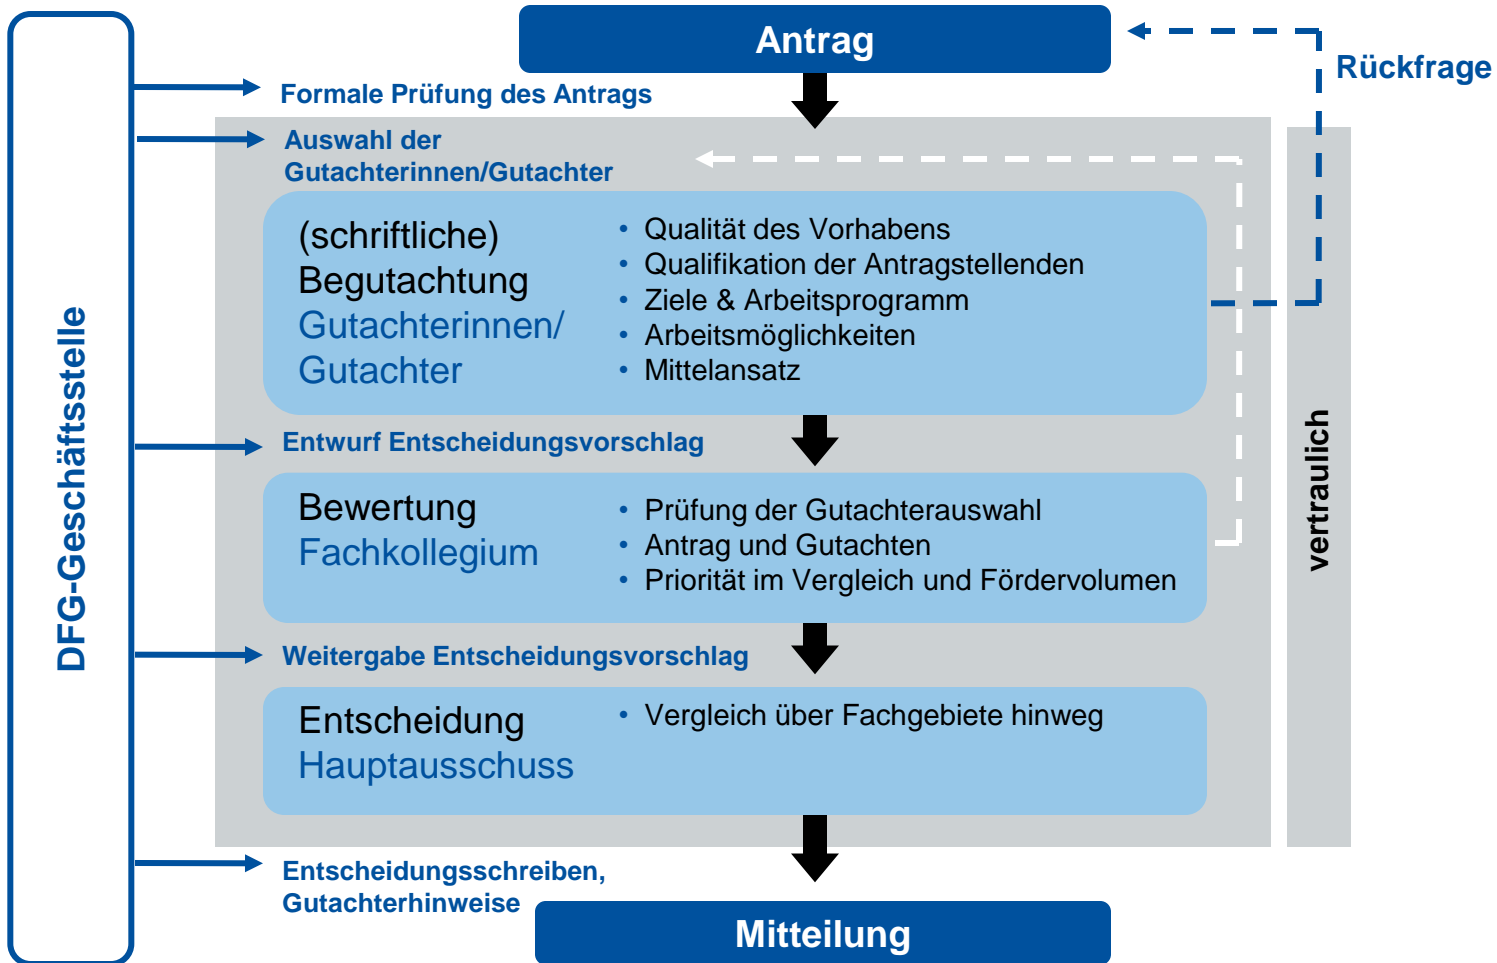 Antrag
Rückfrage
Formale Prüfung des Antrags
Auswahl der
Gutachterinnen/Gutachter
(schriftliche)
Begutachtung
Gutachterinnen/
Gutachter
• Qualität des Vorhabens
• Qualifikation der Antragstellenden
• Ziele & Arbeitsprogramm
• Arbeitsmöglichkeiten
• Mittelansatz
Entwurf Entscheidungsvorschlag
Bewertung
Fachkollegium
• Prüfung der Gutachterauswahl
• Antrag und Gutachten
• Priorität im Vergleich und Fördervolumen
Weitergabe Entscheidungsvorschlag
Entscheidung
Hauptausschuss
• Vergleich über Fachgebiete hinweg
Entscheidungsschreiben,
Gutachterhinweise
Mitteilung
DFG-Geschäftsstelle
vertraulich